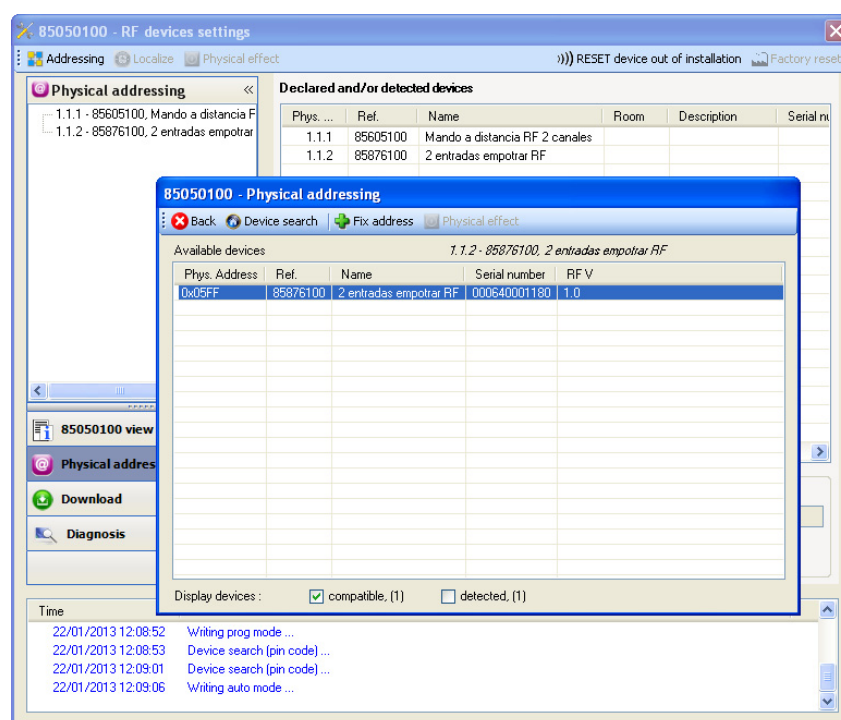 85050100 - RF devices settings
Addressing Localize Physical effect ))) RESET device out of installation Factory reset
Physical addressing «
1.1.1 - 85605100, Mando a distancia F
1.1.2 - 85876100, 2 entradas empotrar
Declared and/or detected devices
Phys. ... Ref. Name Room Description Serial nu
1.1.1 85605100 Mando a distancia RF 2 canales
1.1.2 85876100 2 entradas empotrar RF
85050100 - Physical addressing
Back Device search Fix address Physical effect
Available devices 1.1.2 - 85876100, 2 entradas empotrar RF
Phys. Address Ref. Name Serial number RF V
0x05FF 85876100 2 entradas empotrar RF 000640001180 1.0
Display devices : compatible, (1) detected, (1)
85050100 view
Physical addres
Download
Diagnosis
Time
22/01/2013 12:08:52 Writing prog mode ...
22/01/2013 12:08:53 Device search (pin code) ...
22/01/2013 12:09:01 Device search (pin code) ...
22/01/2013 12:09:06 Writing auto mode ...